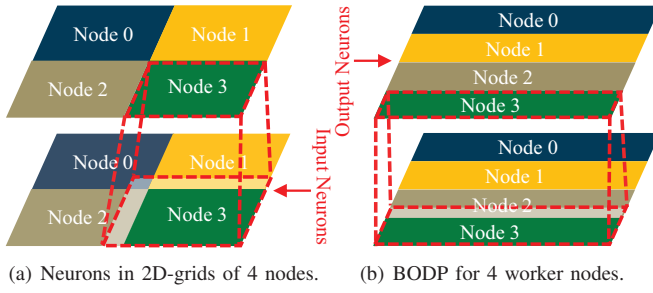 Node 0
Node 1
Node 2
Node 3
Node 0
Node 1
Node 2
Node 3
Output Neurons
Input Neurons
Node 0
Node 1
Node 2
Node 3
Node 0
Node 1
Node 2
Node 3
(a) Neurons in 2D-grids of 4 nodes.
(b) BODP for 4 worker nodes.